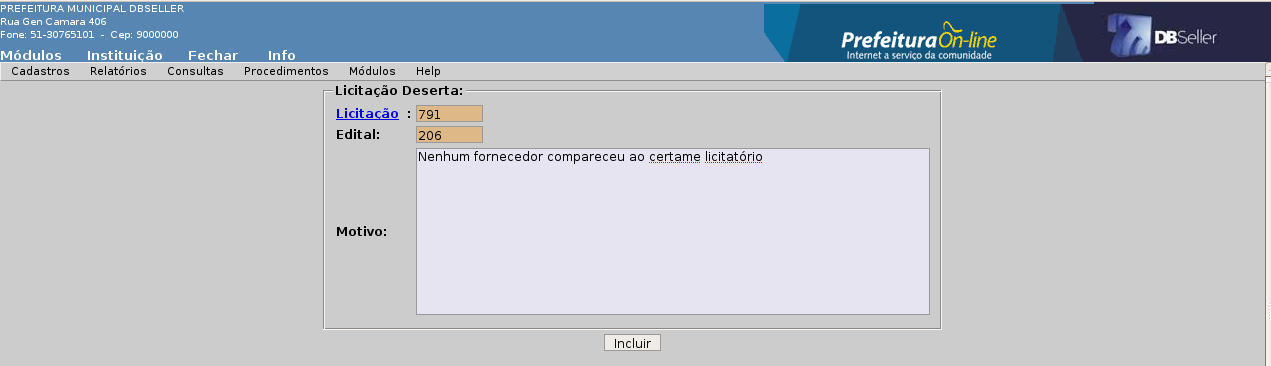 PREFEITURA MUNICIPAL DBSELLER
Rua Gen Camara 406
Fone: 51-30765101 - Cep: 9000000
Prefeitura On-line
Internet a serviço da comunidade
DBSeller
Módulos Instituição Fechar Info
Cadastros Relatórios Consultas Procedimentos Módulos Help
Licitação Deserta:
Licitação : 791
Edital: 206
Nenhum fornecedor compareceu ao certame licitatório
Motivo:
Incluir